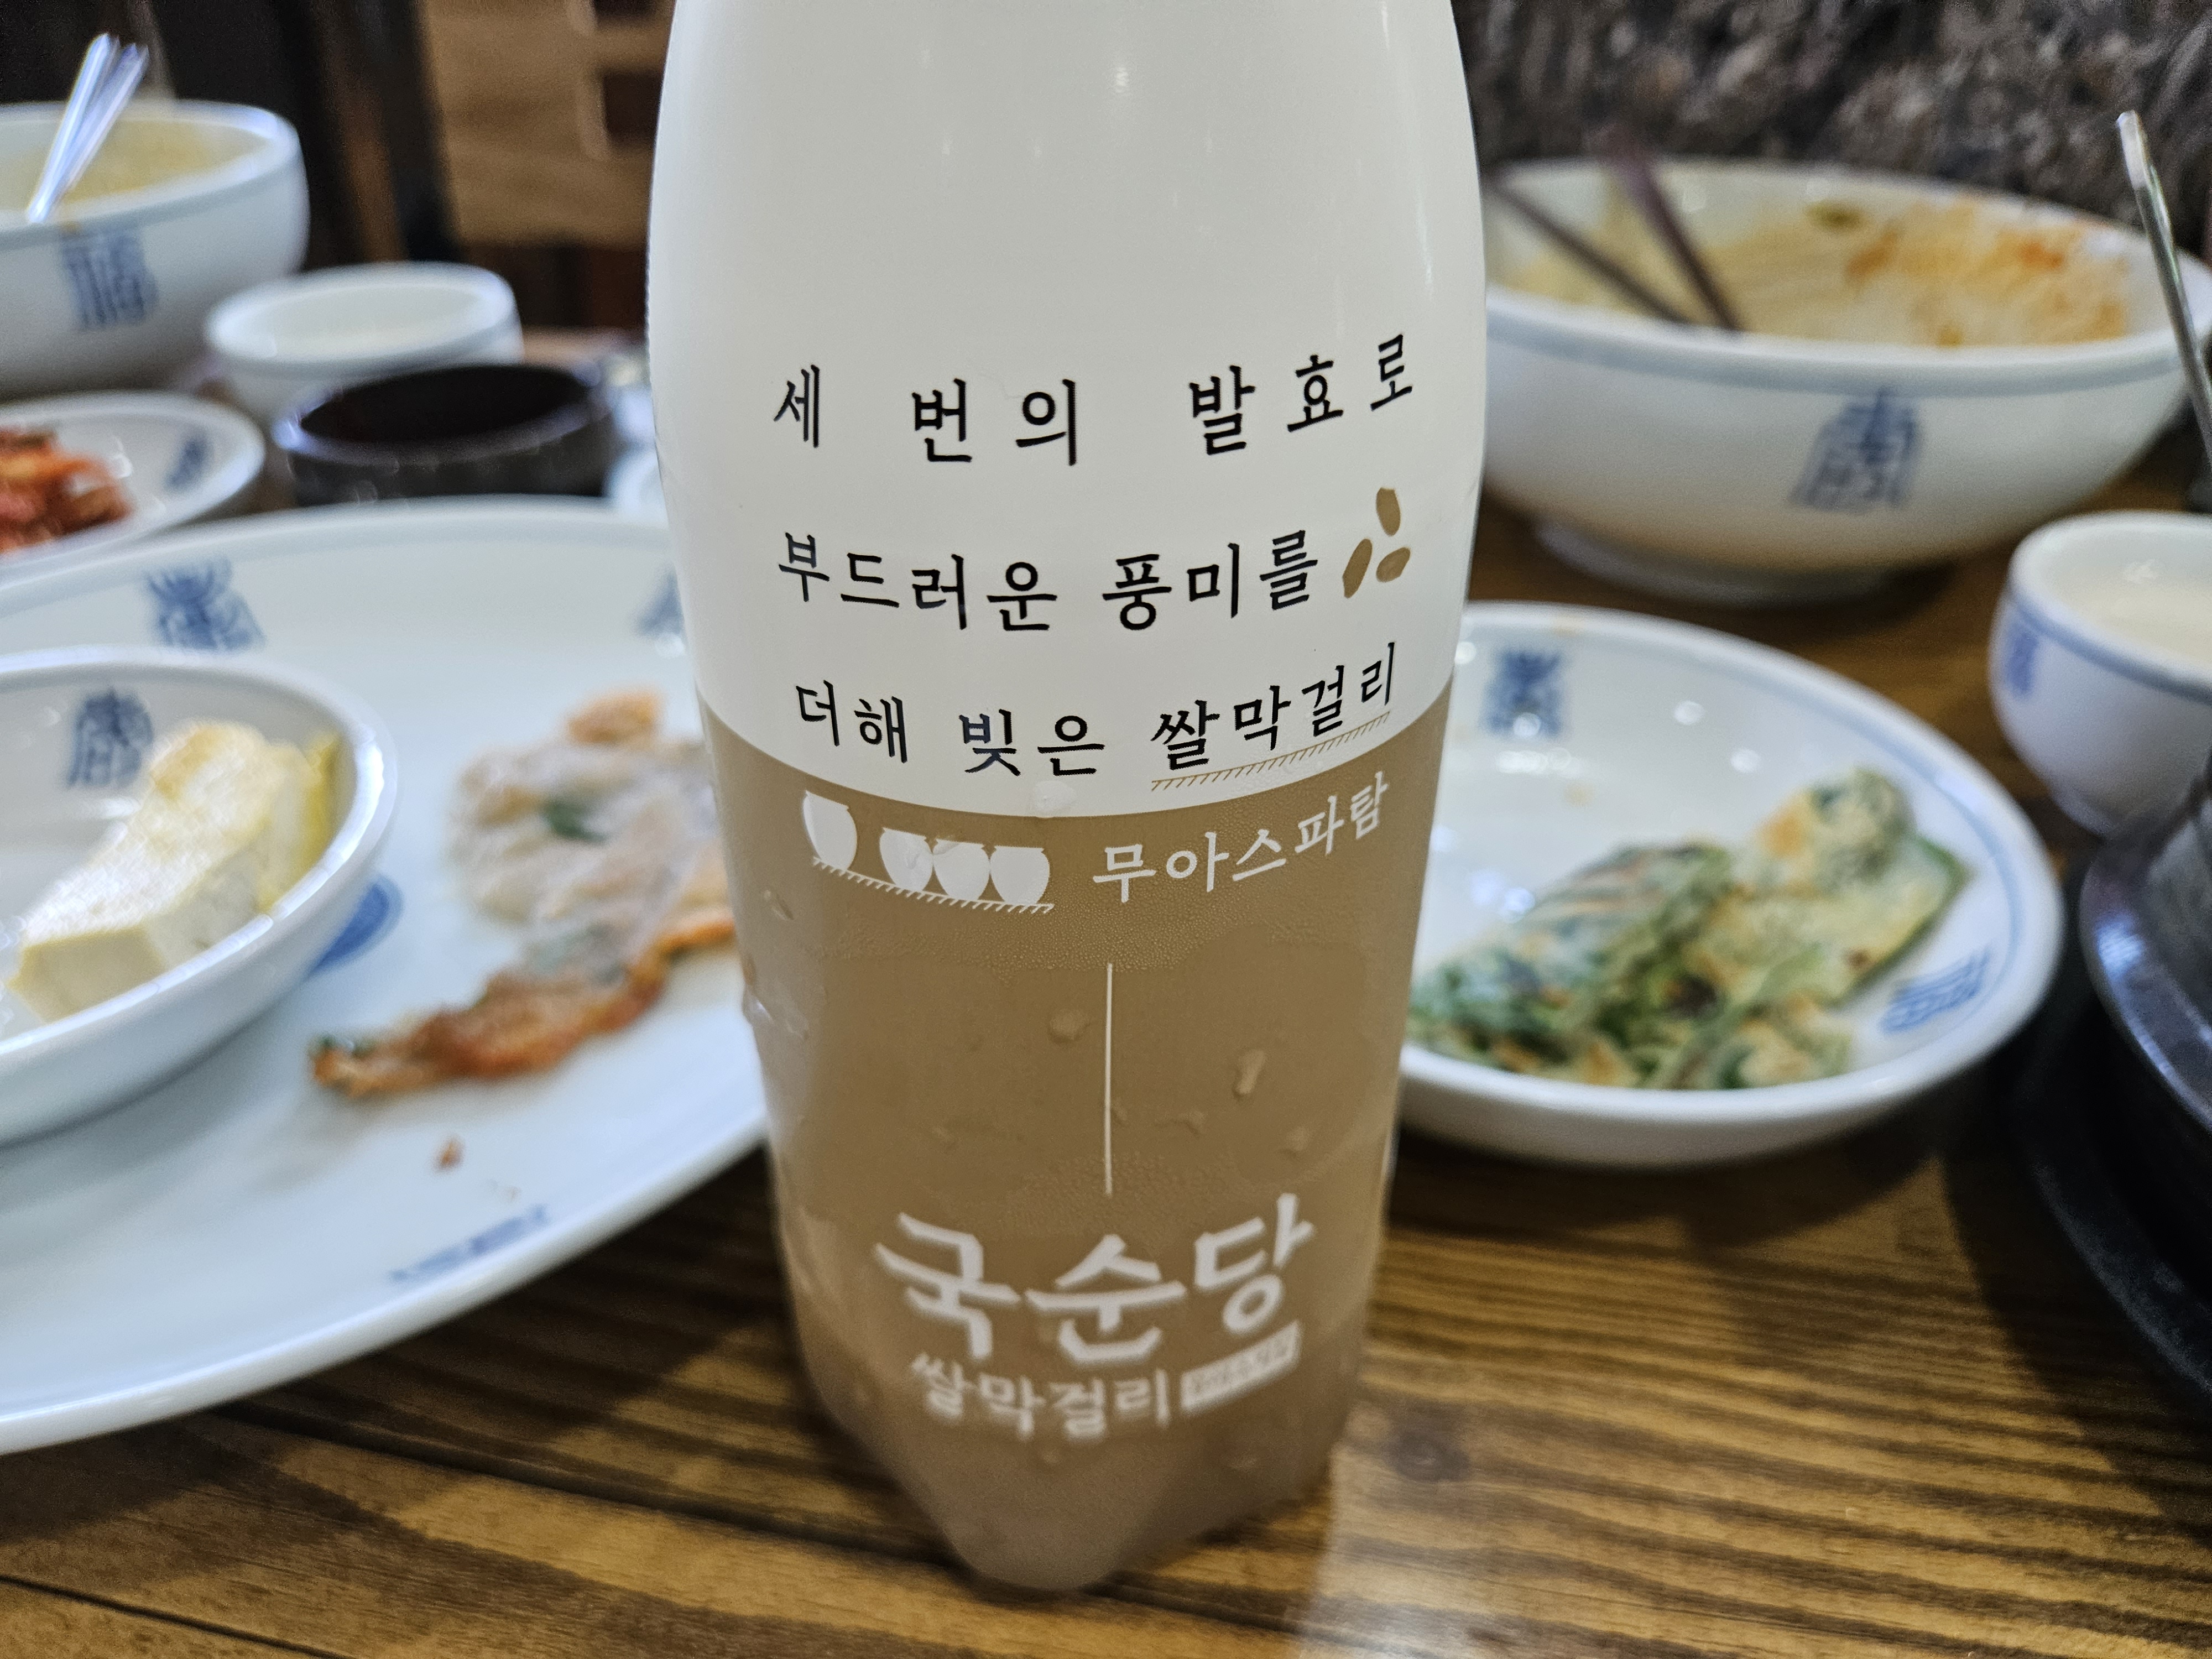 세 번의 발효로
부드러운 풍미를
더해 빚은 쌀막걸리
무아스파탐
국순당
쌀막걸리